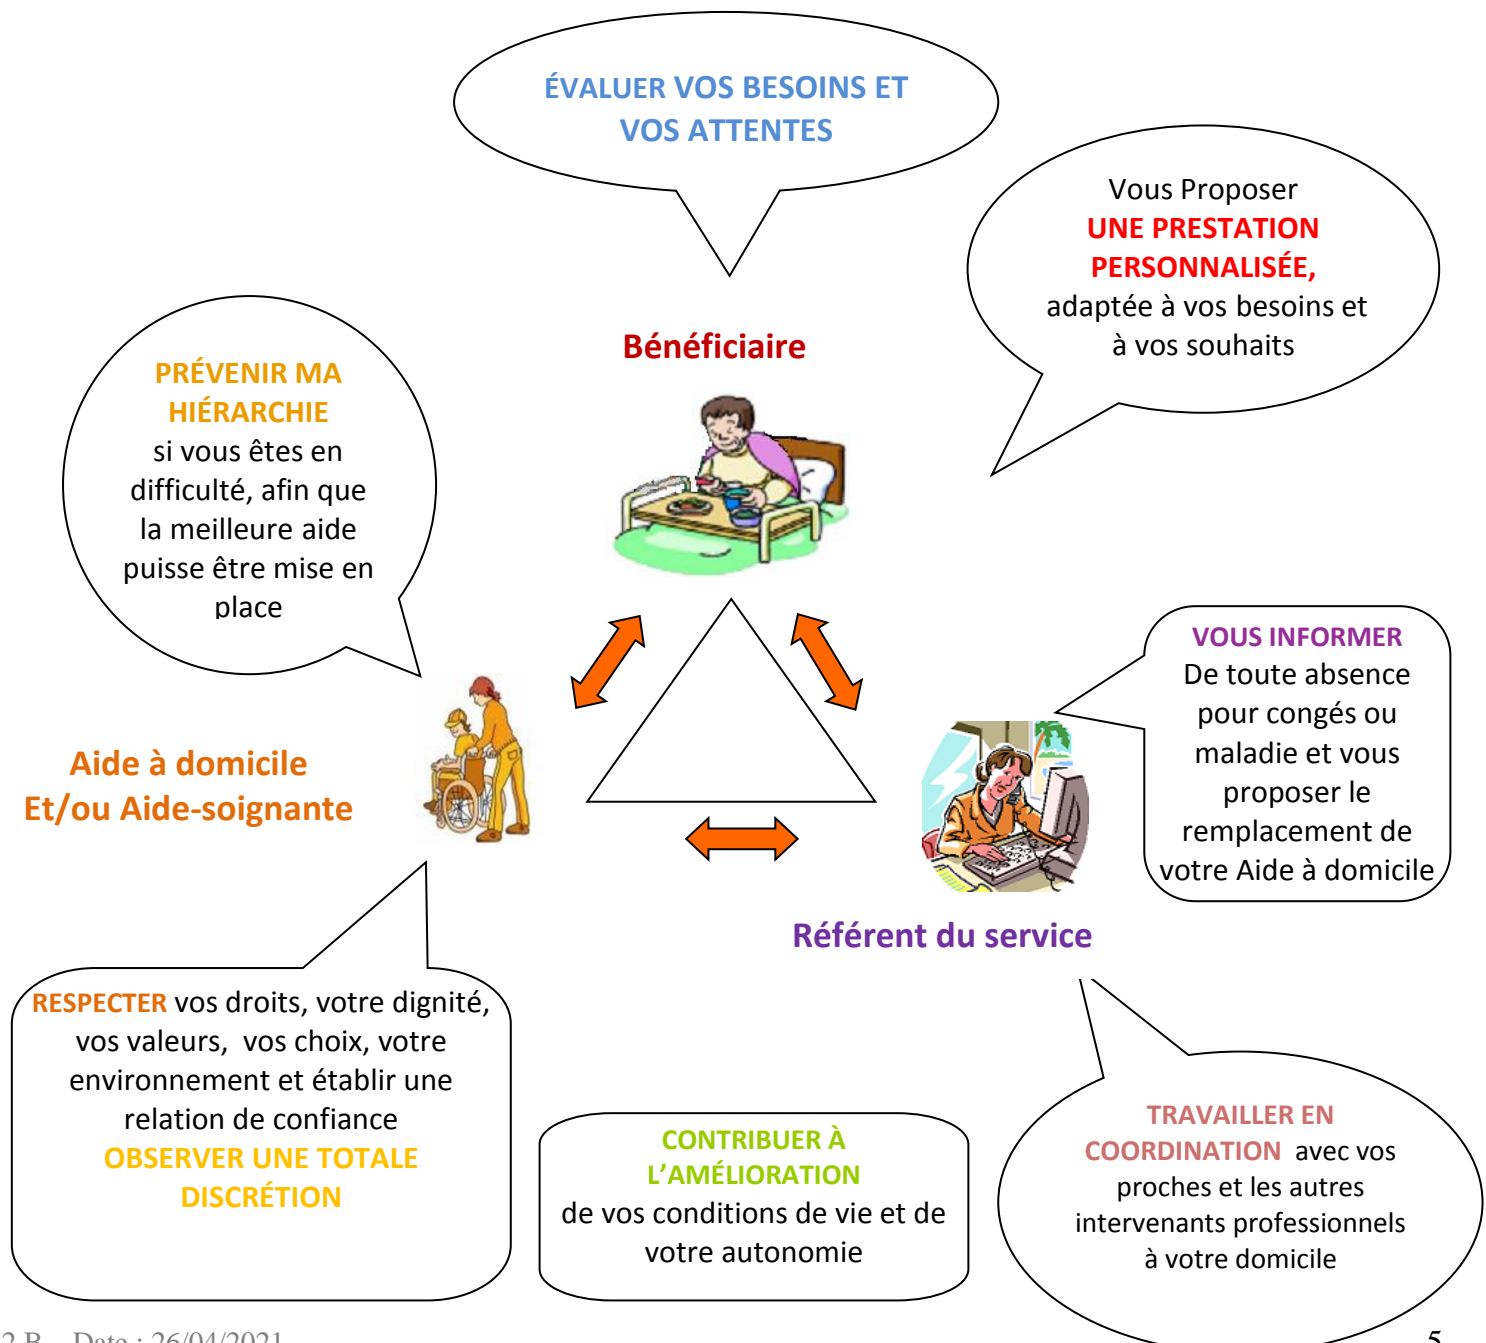 ÉVALUER VOS BESOINS ET
VOS ATTENTES
Vous Proposer
UNE PRESTATION
PERSONNALISÉE,
adaptée à vos besoins et
à vos souhaits
Bénéficiaire
PRÉVENIR MA
HIÉRARCHIE
si vous êtes en
difficulté, afin que
la meilleure aide
puisse être mise en
place
VOUS INFORMER
De toute absence
pour congés ou
maladie et vous
proposer le
remplacement de
votre Aide à domicile
Aide à domicile
Et/ou Aide-soignante
Référent du service
RESPECTER vos droits, votre dignité,
vos valeurs,  vos choix, votre
environnement et établir une
relation de confiance
OBSERVER UNE TOTALE
DISCRÉTION
CONTRIBUER À
L’AMÉLIORATION
de vos conditions de vie et de
votre autonomie
TRAVAILLER EN
COORDINATION  avec vos
proches et les autres
intervenants professionnels
à votre domicile
2 B – Date : 26/04/2021
5